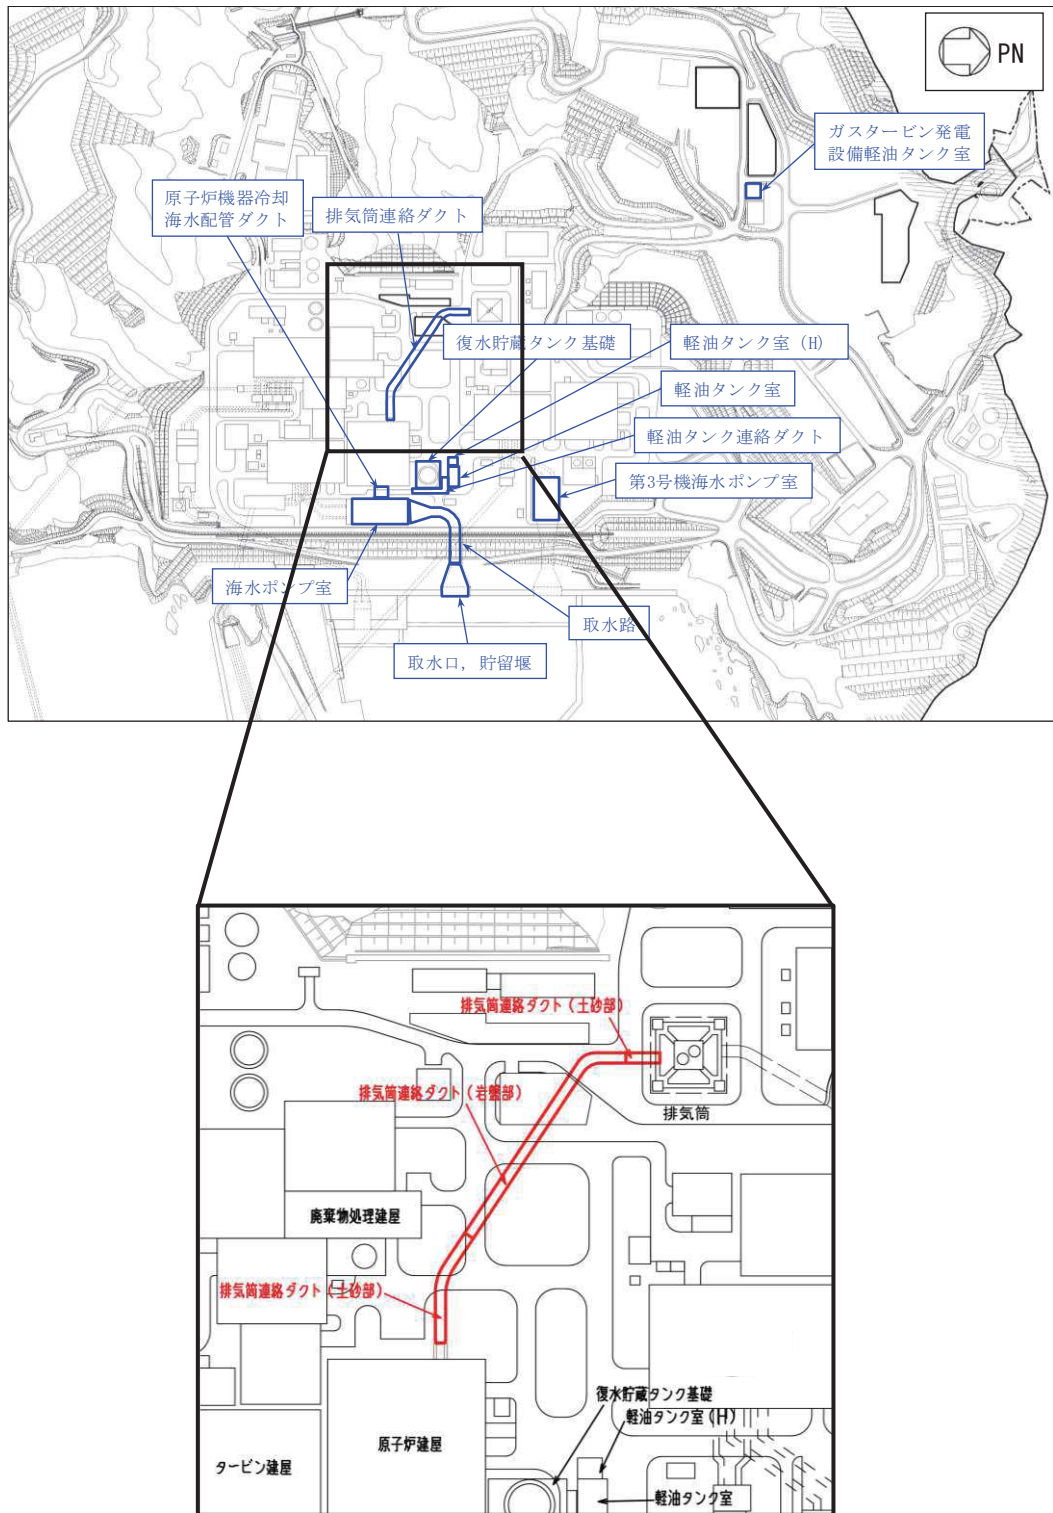 PN
ガスタービン発電
設備軽油タンク室
原子炉機器冷却
海水配管ダクト
排気筒連絡ダクト
復水貯蔵タンク基礎
軽油タンク室（H）
軽油タンク室
軽油タンク連絡ダクト
第3号機海水ポンプ室
海水ポンプ室
取水路
取水口，貯留堰
排気筒連絡ダクト（土砂部）
排気筒連絡ダクト（岩盤部）
排気筒
廃棄物処理建屋
排気筒連絡ダクト（土砂部）
復水貯蔵タンク基礎
軽油タンク室（H）
原子炉建屋
タービン建屋
軽油タンク室